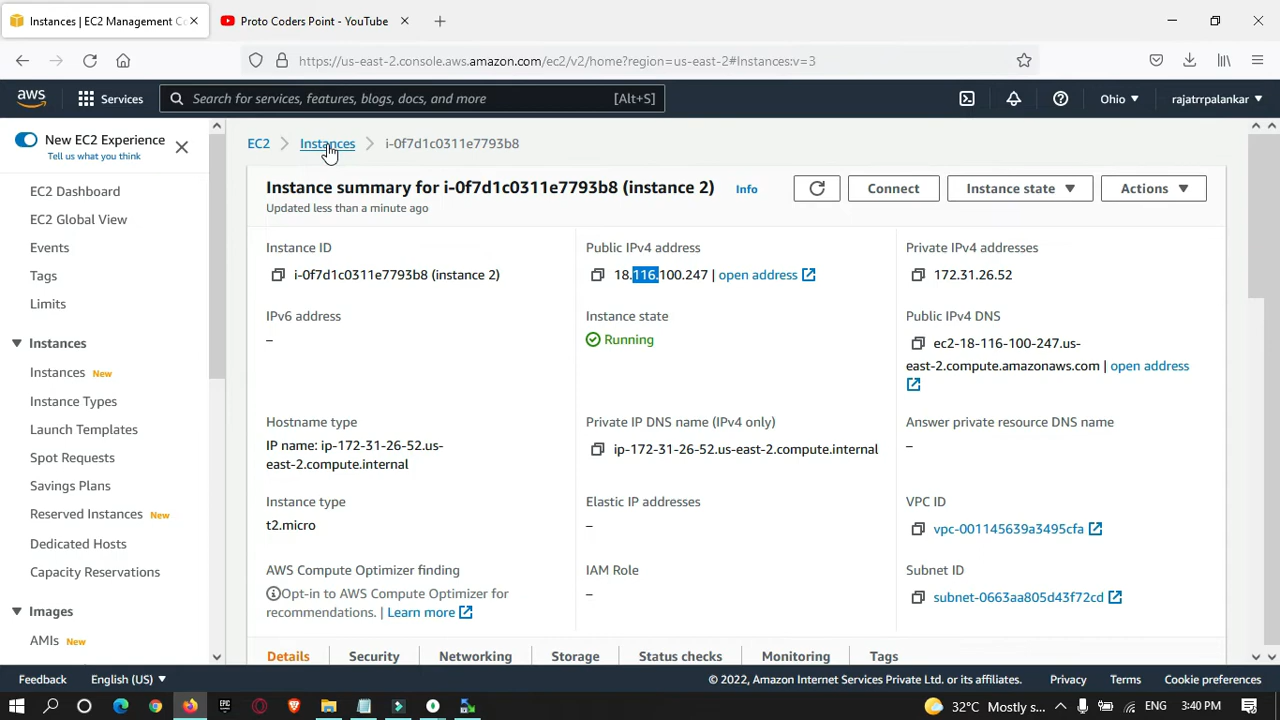 Instances | EC2 Management Co
Proto Coders Point - YouTube
https://us-east-2.console.aws.amazon.com/ec2/v2/home?region=us-east-2#Instances:v=3
aws
Services
Search for services, features, blogs, docs, and more
[Alt+S]
Ohio
rajatrrpalankar
New EC2 Experience
Tell us what you think
EC2 Dashboard
EC2 Global View
Events
Tags
Limits
Instances
Instances New
Instance Types
Launch Templates
Spot Requests
Savings Plans
Reserved Instances New
Dedicated Hosts
Capacity Reservations
Images
AMIs New
EC2 > Instances > i-0f7d1c0311e7793b8
Instance summary for i-0f7d1c0311e7793b8 (instance 2) Info
Updated less than a minute ago
Connect
Instance state
Actions
Instance ID
i-0f7d1c0311e7793b8 (instance 2)
Public IPv4 address
18.116.100.247 | open address
Private IPv4 addresses
172.31.26.52
IPv6 address
–
Instance state
Running
Public IPv4 DNS
ec2-18-116-100-247.us-
east-2.compute.amazonaws.com | open address
Hostname type
IP name: ip-172-31-26-52.us-
east-2.compute.internal
Private IP DNS name (IPv4 only)
ip-172-31-26-52.us-east-2.compute.internal
Answer private resource DNS name
–
Instance type
t2.micro
Elastic IP addresses
–
VPC ID
vpc-001145639a3495cfa
AWS Compute Optimizer finding
Opt-in to AWS Compute Optimizer for
recommendations. | Learn more
IAM Role
–
Subnet ID
subnet-0663aa805d43f72cd
Details
Security
Networking
Storage
Status checks
Monitoring
Tags
Feedback
English (US)
© 2022, Amazon Internet Services Private Ltd. or its affiliates.
Privacy
Terms
Cookie preferences
32°C Mostly s...
ENG
3:40 PM